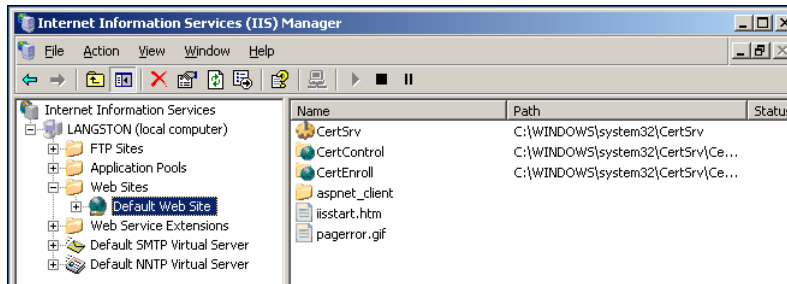 Internet Information Services (IIS) Manager
File Action View Window Help
Internet Information Services
LANGSTON (local computer)
FTP Sites
Application Pools
Web Sites
Default Web Site
Web Service Extensions
Default SMTP Virtual Server
Default NNTP Virtual Server
Name Path Status
CertSrv C:\WINDOWS\system32\CertSrv
CertControl C:\WINDOWS\system32\CertSrv\Ce...
CertEnroll C:\WINDOWS\system32\CertSrv\Ce...
aspnet_client
iisstart.htm
pagerror.gif